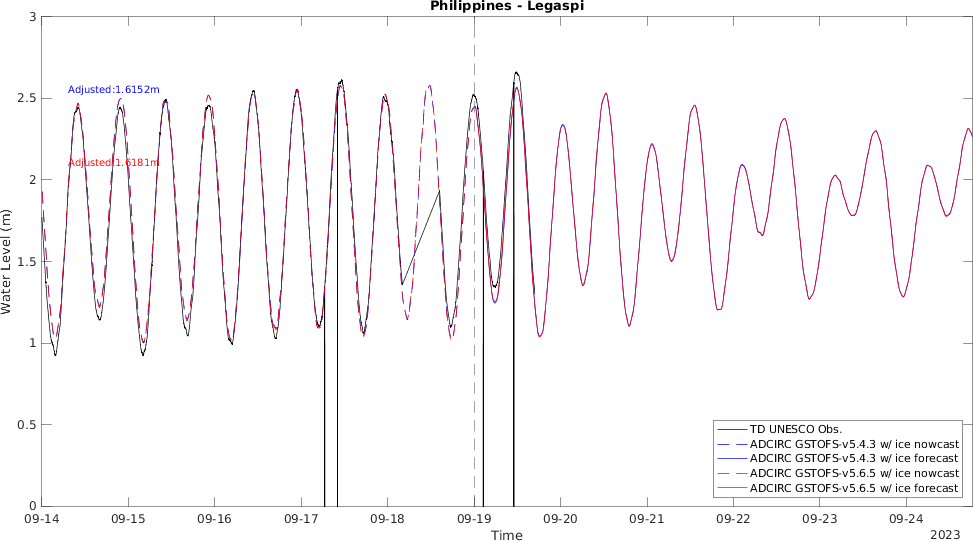 Philippines - Legaspi
3
2.5
2
1.5
1
0.5
0
Water Level (m)
Adjusted:1.6152m
Adjusted:1.6181m
TD UNESCO Obs.
ADCIRC GSTOFS-v5.4.3 w/ ice nowcast
ADCIRC GSTOFS-v5.4.3 w/ ice forecast
ADCIRC GSTOFS-v5.6.5 w/ ice nowcast
ADCIRC GSTOFS-v5.6.5 w/ ice forecast
09-14 09-15 09-16 09-17 09-18 09-19 09-20 09-21 09-22 09-23 09-24
Time
2023